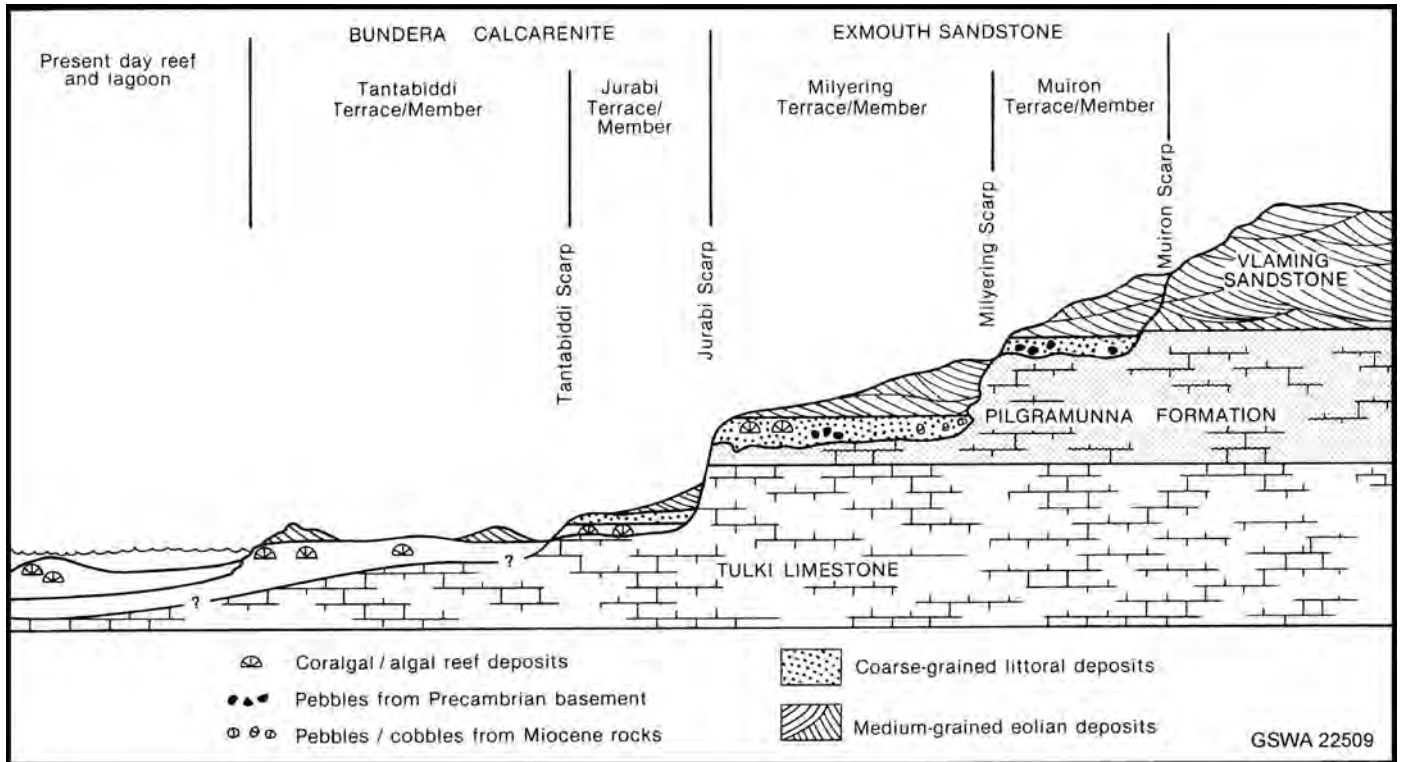 BUNDERA CALCARENITE
EXMOUTH SANDSTONE
Present day reef
and lagoon
Tantabiddi
Terrace/Member
Jurabi
Terrace/
Member
Milyering
Terrace/Member
Muiron
Terrace/Member
Tantabiddi Scarp
Jurabi Scarp
Milyering Scarp
Muiron Scarp
VLAMING
SANDSTONE
PILGRAMUNNA FORMATION
?
TULKI LIMESTONE
?
Coralgal / algal reef deposits
Pebbles from Precambrian basement
Pebbles / cobbles from Miocene rocks
Coarse-grained littoral deposits
Medium-grained eolian deposits
GSWA 22509